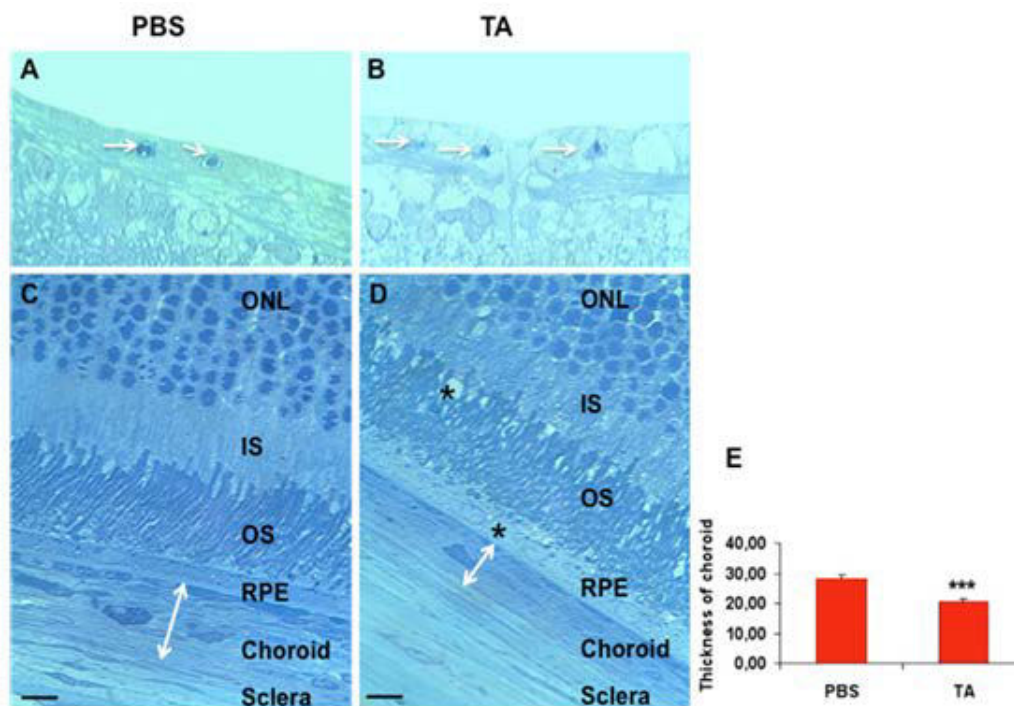 PBS
TA
A
B
C
ONL
IS
OS
RPE
Choroid
Sclera
D
ONL
*
IS
OS
*
RPE
Choroid
Sclera
E
Thickness of choroid
40,00
30,00
20,00
10,00
0,00
***
PBS
TA